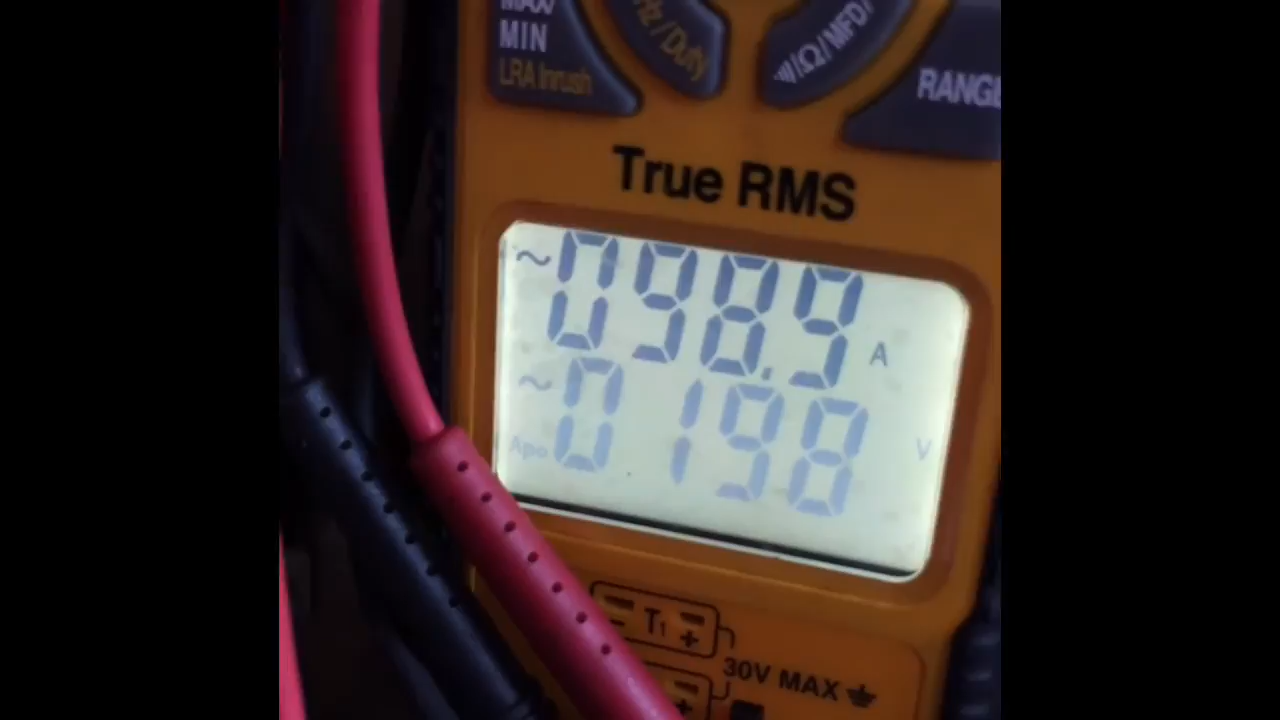 MAX/
MIN
LRA Inrush
Hz / Duty
/Ω/MFD/
RANGE
True RMS
~ 098.9 A
~ 0198 V
Apo
T1
- +
30V MAX
+